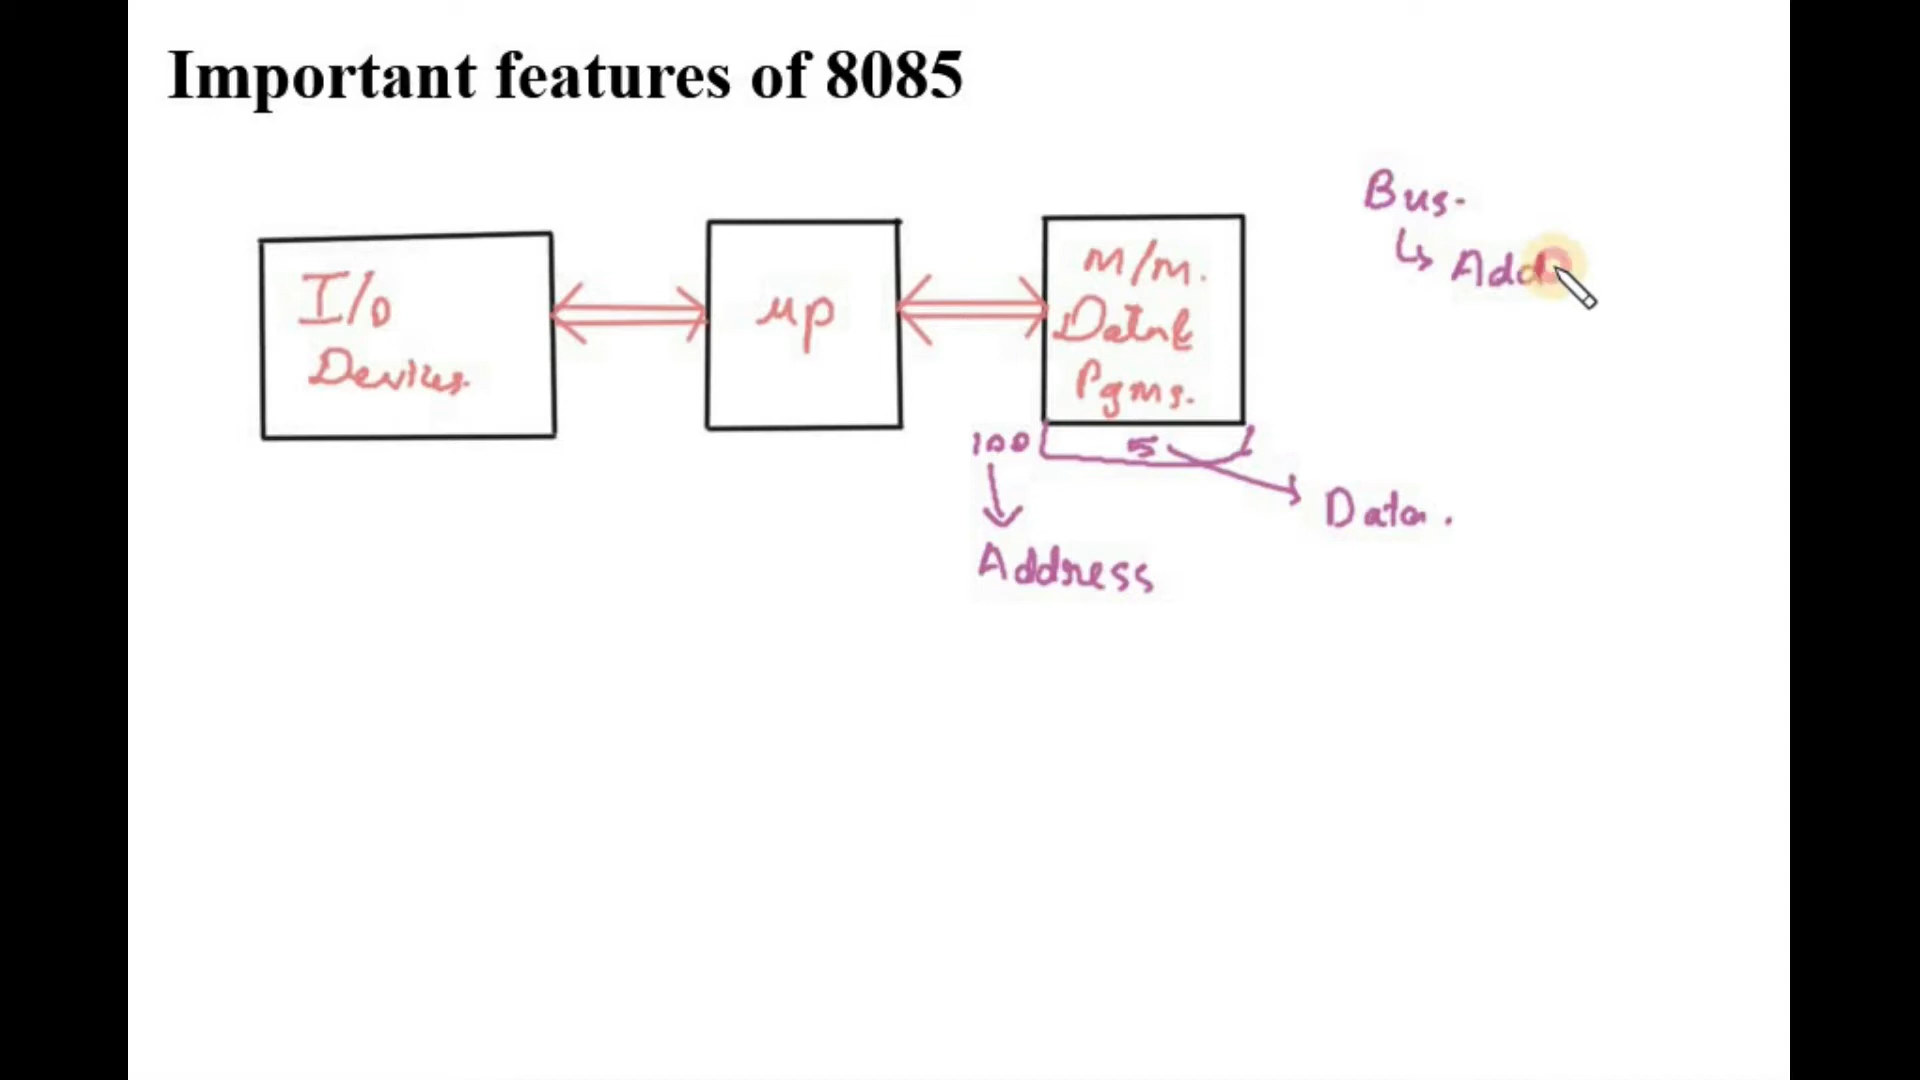 Important features of 8085
I/O
Devices.
μp
M/M.
Data &
Pgms.
Bus.
↳ Add
100
5
Data.
Address